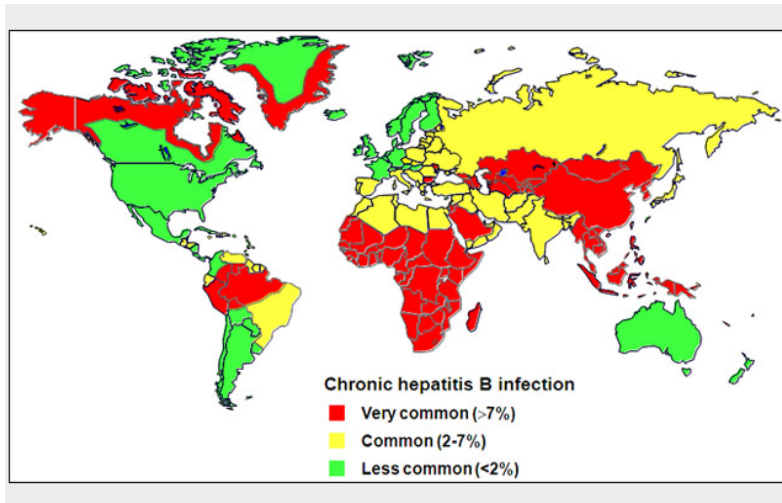 Chronic hepatitis B infection
Very common (>7%)
Common (2-7%)
Less common (<2%)